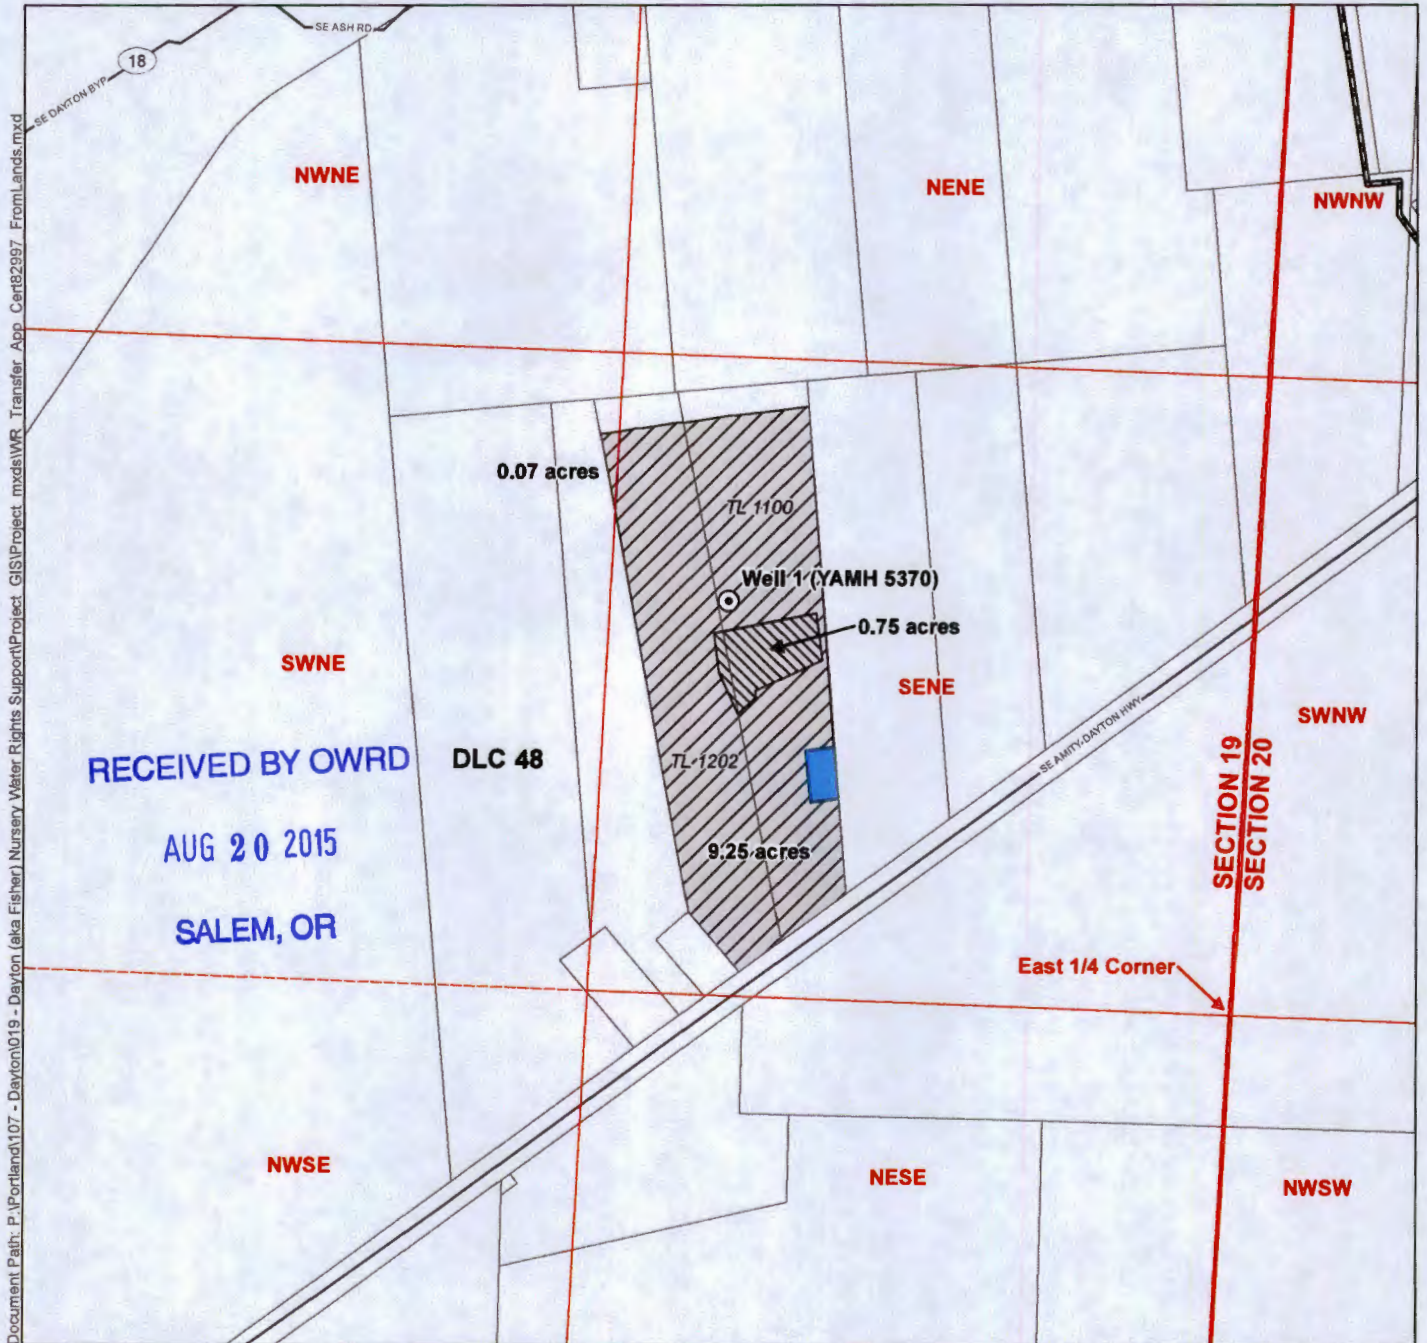 SE ASH RD
18
SE DAYTON BYP
NWNE
NENE
NWNW
0.07 acres
TL 1100
Well 1 (YAMH 5370)
0.75 acres
SWNE
SENE
SWNW
RECEIVED BY OWRD
DLC 48
TL 1202
SE AMITY-DAYTON HWY
SECTION 19
SECTION 20
AUG 20 2015
9.25 acres
SALEM, OR
East 1/4 Corner
NWSE
NESE
NWSW
Document Path: P:\Portland\107 - Dayton\019 - Dayton (aka Fisher) Nursery Water Rights Support\Project_GIS\Project_mxds\WR_Transfer_App_Cert82997_FromLands.mxd